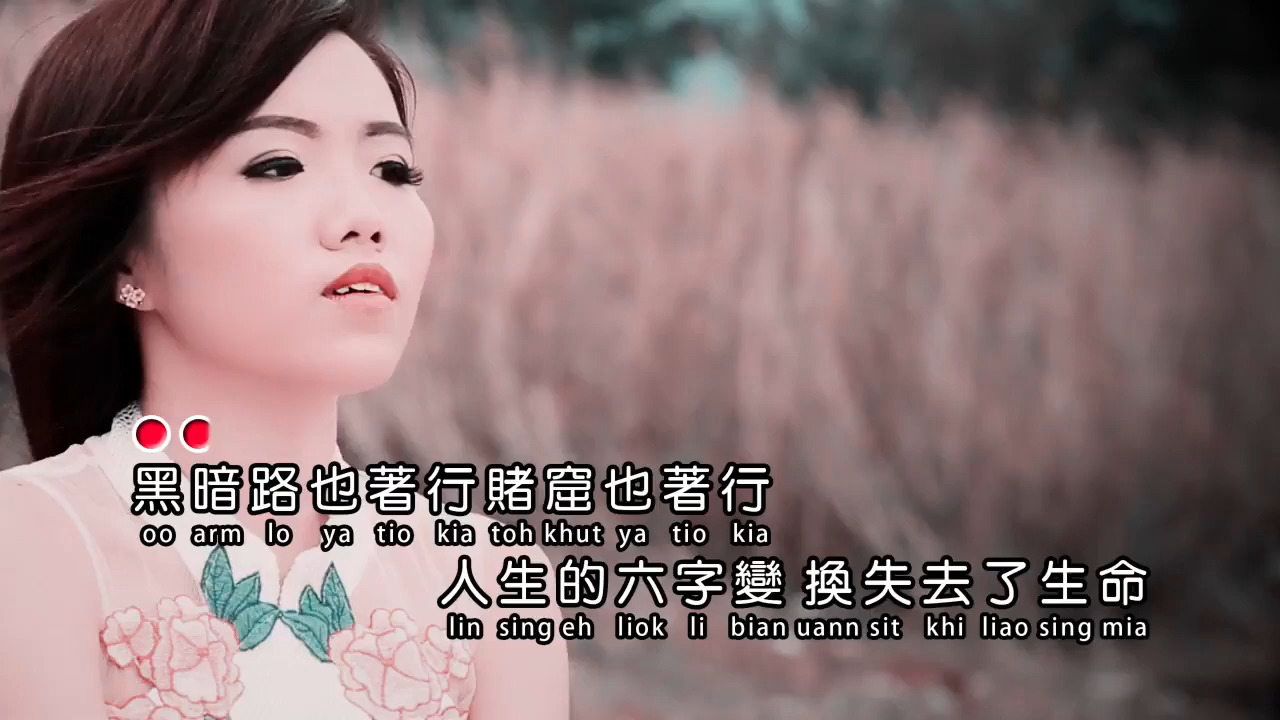 黑暗路也著行賭窟也著行
oo arm lo ya tio kia toh khut ya tio kia
人生的六字變 換失去了生命
lin sing eh liok li bian uann sit khi liao sing mia